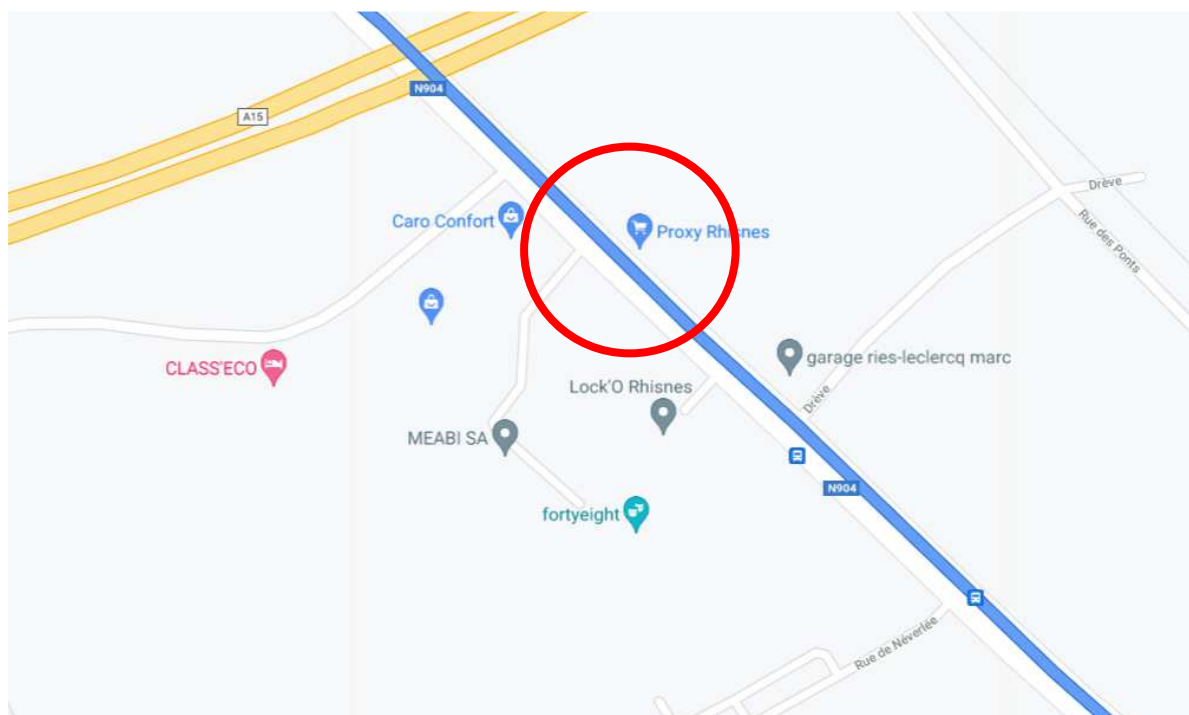 N904
A15
Drève
Caro Confort
Proxy Rhisnes
Rue des Ponts
garage ries-leclercq marc
CLASS'ECO
Lock'O Rhisnes
Drève
MEABI SA
N904
fortyeight
Rue de Néverlée